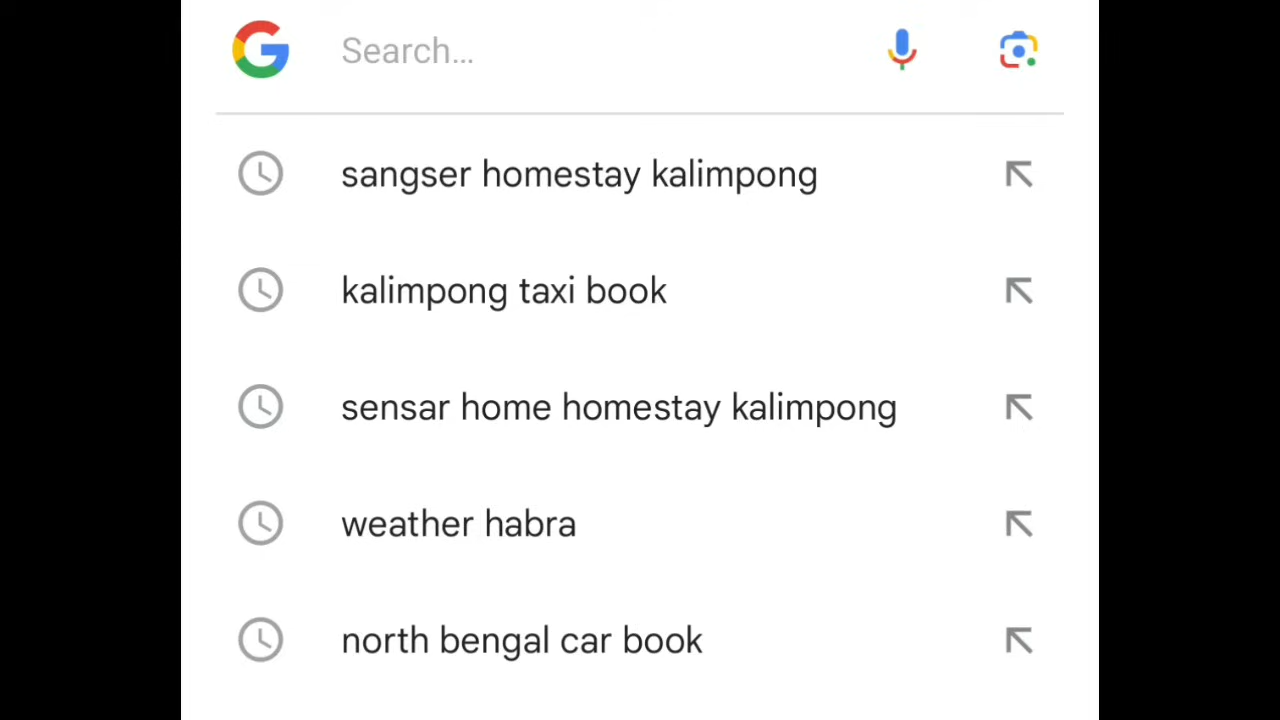 Search...
sangser homestay kalimpong
kalimpong taxi book
sensar home homestay kalimpong
weather habra
north bengal car book